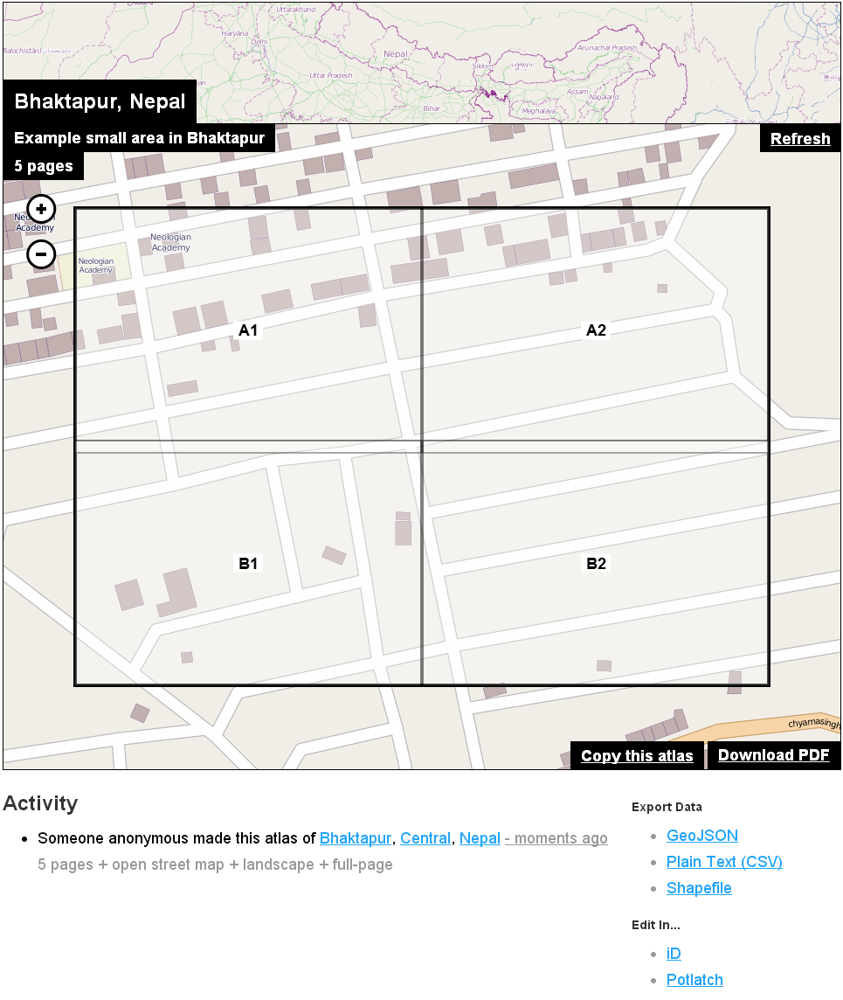 Uttarakhand
Haryana
Delhi
Balochistan بلوچستان
Nepal
Arunachal Pradesh
Uttar Pradesh
Sikkim
Assam
Nagaland
Bihar
Meghalaya
Bhaktapur, Nepal
Example small area in Bhaktapur
Refresh
5 pages
+
Academy
−
Neologian
Academy
Neologian
Academy
A1
A2
B1
B2
chyamasingh
Copy this atlas
Download PDF
Activity
• Someone anonymous made this atlas of Bhaktapur, Central, Nepal - moments ago
5 pages + open street map + landscape + full-page
Export Data
• GeoJSON
• Plain Text (CSV)
• Shapefile
Edit In...
• iD
• Potlatch